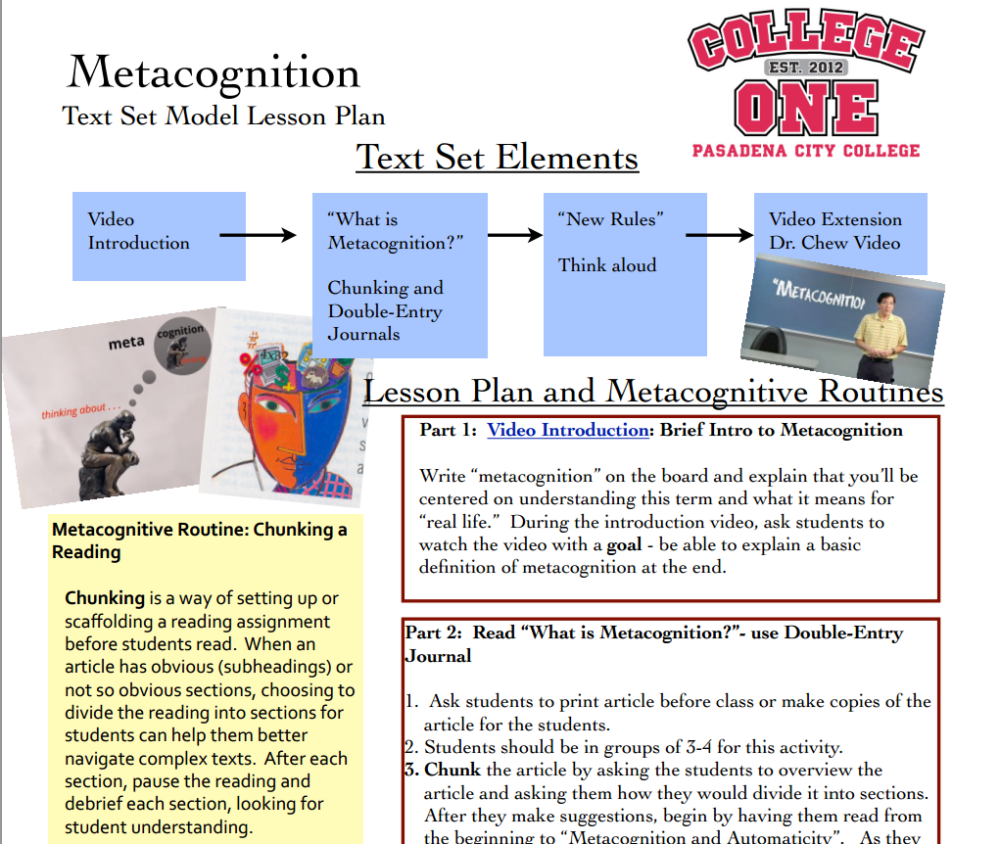 Metacognition
Text Set Model Lesson Plan
COLLEGE
EST. 2012
ONE
PASADENA CITY COLLEGE
Text Set Elements
Video
Introduction
“What is
Metacognition?”
Chunking and
Double-Entry
Journals
“New Rules”
Think aloud
Video Extension
Dr. Chew Video
“METACOGNITIO
meta
cognition
thinking about . . .
Lesson Plan and Metacognitive Routines
Part 1:  Video Introduction: Brief Intro to Metacognition
Write “metacognition” on the board and explain that you’ll be
centered on understanding this term and what it means for
“real life.”  During the introduction video, ask students to
watch the video with a goal - be able to explain a basic
definition of metacognition at the end.
Metacognitive Routine: Chunking a
Reading
Chunking is a way of setting up or
scaffolding a reading assignment
before students read.  When an
article has obvious (subheadings) or
not so obvious sections, choosing to
divide the reading into sections for
students can help them better
navigate complex texts.  After each
section, pause the reading and
debrief each section, looking for
student understanding.
Part 2:  Read “What is Metacognition?”- use Double-Entry
Journal
1.  Ask students to print article before class or make copies of the
article for the students.
2. Students should be in groups of 3-4 for this activity.
3. Chunk the article by asking the students to overview the
article and asking them how they would divide it into sections.
After they make suggestions, begin by having them read from
the beginning to “Metacognition and Automaticity”.   As they